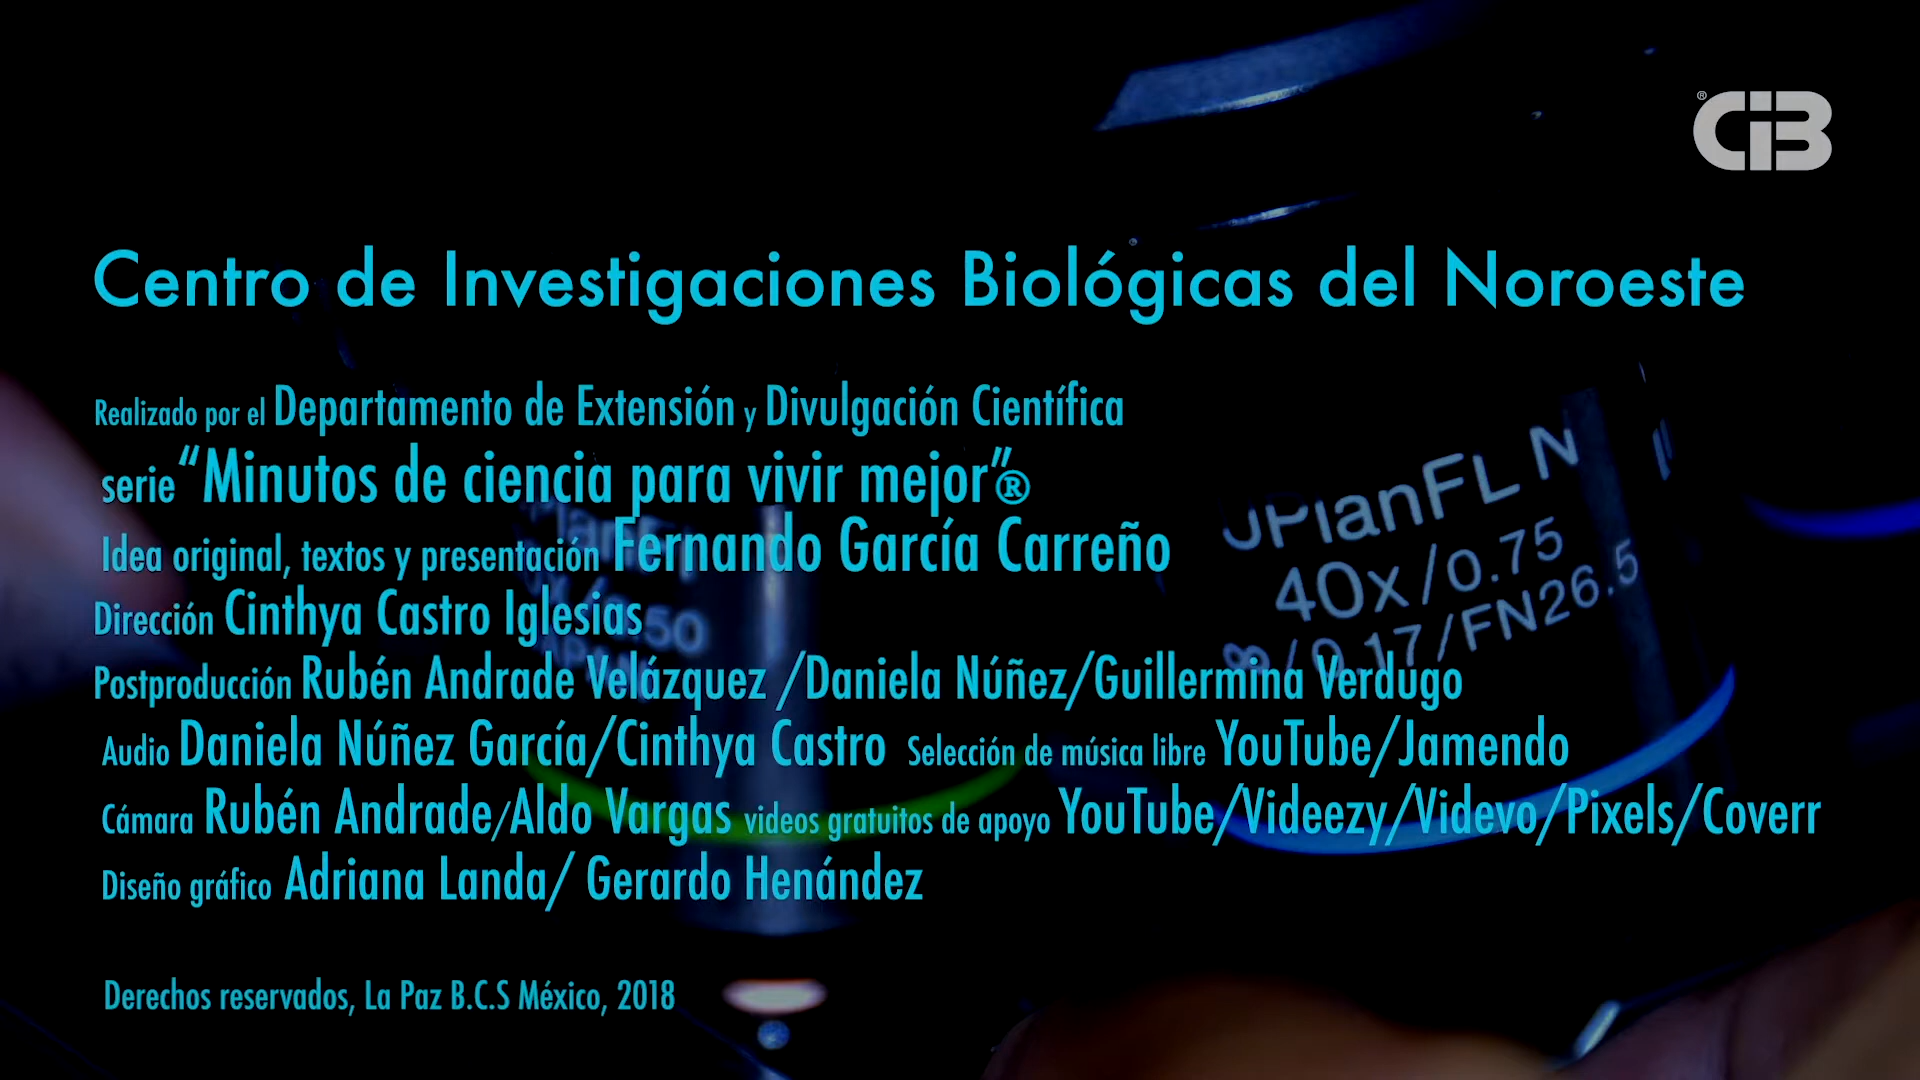 ® CiB
Centro de Investigaciones Biológicas del Noroeste
Realizado por el Departamento de Extensión y Divulgación Científica
serie "Minutos de ciencia para vivir mejor"®
Idea original, textos y presentación Fernando García Carreño
Dirección Cinthya Castro Iglesias
Postproducción Rubén Andrade Velázquez /Daniela Núñez/Guillermina Verdugo
Audio Daniela Núñez García/Cinthya Castro Selección de música libre YouTube/Jamendo
Cámara Rubén Andrade/Aldo Vargas videos gratuitos de apoyo YouTube/Videezy/Videvo/Pixels/Coverr
Diseño gráfico Adriana Landa/ Gerardo Henández
Derechos reservados, La Paz B.C.S México, 2018
UPlanFL N
40x/0.75
∞/0.17/FN26.5